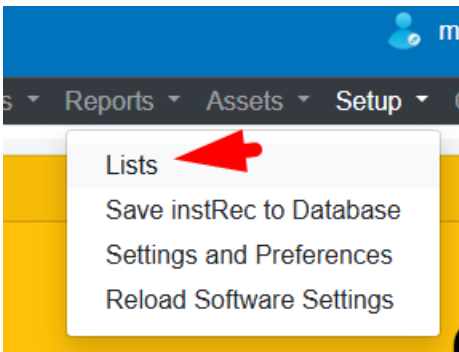 m
s Reports Assets Setup
Lists
Save instRec to Database
Settings and Preferences
Reload Software Settings